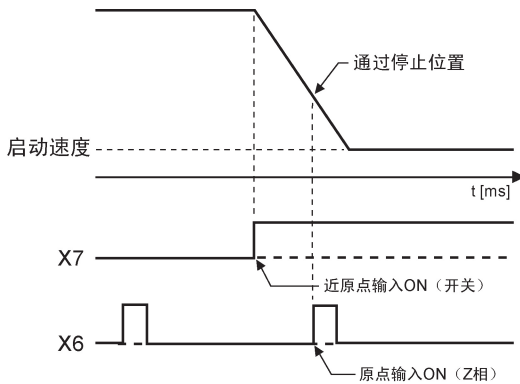 通过停止位置
启动速度
t [ms]
X7
近原点输入ON（开关）
X6
原点输入ON（Z相）